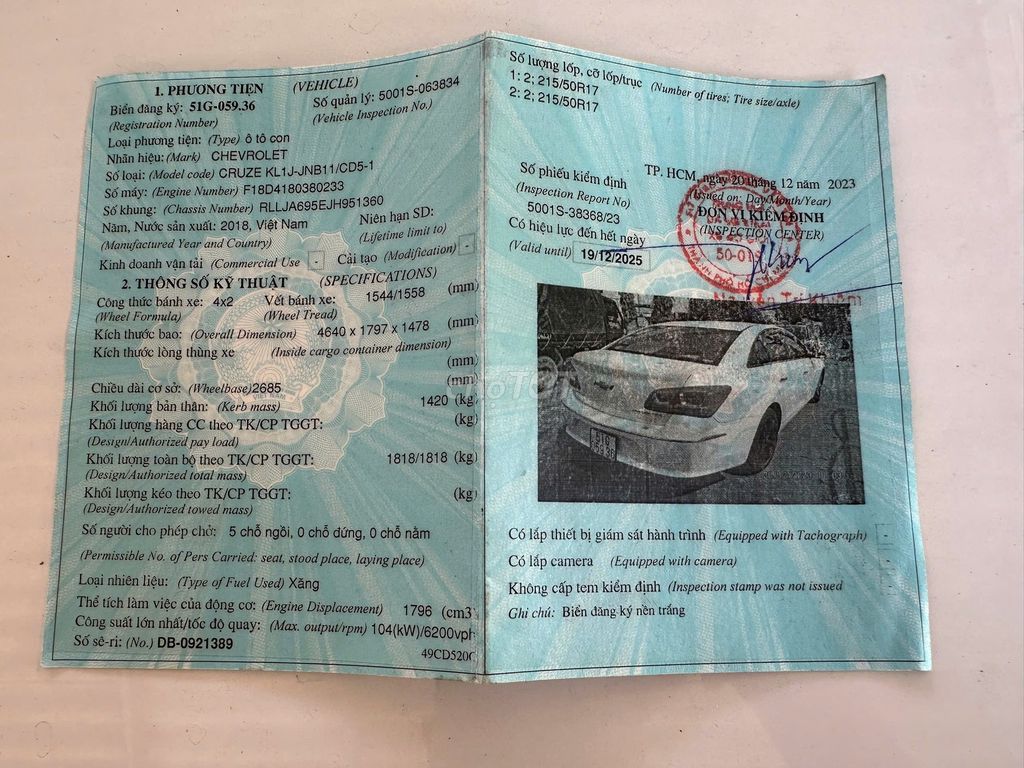 1. PHƯƠNG TIỆN (VEHICLE)
Biển đăng ký: 51G-059.36 Số quản lý: 5001S-063834
(Registration Number) (Vehicle Inspection No.)
Loại phương tiện: (Type) ô tô con
Nhãn hiệu: (Mark) CHEVROLET
Số loại: (Model code) CRUZE KL1J-JNB11/CD5-1
Số máy: (Engine Number) F18D4180380233
Số khung: (Chassis Number) RLLJA695EJH951360
Năm, Nước sản xuất: 2018, Việt Nam Niên hạn SD:
(Manufactured Year and Country) (Lifetime limit to)
Kinh doanh vận tải (Commercial Use - Cải tạo (Modification) -
2. THÔNG SỐ KỸ THUẬT (SPECIFICATIONS)
Công thức bánh xe: 4x2 Vết bánh xe: 1544/1558 (mm)
(Wheel Formula) (Wheel Tread)
Kích thước bao: (Overall Dimension) 4640 x 1797 x 1478 (mm)
Kích thước lòng thùng xe (Inside cargo container dimension)
(mm)
Chiều dài cơ sở: (Wheelbase) 2685 (mm
Khối lượng bản thân: (Kerb mass) 1420 (kg
Khối lượng hàng CC theo TK/CP TGGT: (kg)
(Design/Authorized pay load)
Khối lượng toàn bộ theo TK/CP TGGT: 1818/1818 (kg)
(Design/Authorized total mass)
Khối lượng kéo theo TK/CP TGGT: (kg)
(Design/Authorized towed mass)
Số người cho phép chở: 5 chỗ ngồi, 0 chỗ đứng, 0 chỗ nằm
(Permissible No. of Pers Carried: seat, stood place, laying place)
Loại nhiên liệu: (Type of Fuel Used) Xăng
Thể tích làm việc của động cơ: (Engine Displacement) 1796 (cm3
Công suất lớn nhất/tốc độ quay: (Max. output/rpm) 104(kW)/6200vph
Số sê-ri: (No.) DB-0921389
49CD520C
VIỆT NAM
Số lượng lốp, cỡ lốp/trục (Number of tires; Tire size/axle)
1: 2; 215/50R17
2: 2; 215/50R17
TP. HCM, ngày 20 tháng 12 năm 2023
(Issued on: Day/Month/Year)
Số phiếu kiểm định ĐƠN VỊ KIỂM ĐỊNH
(Inspection Report No) (INSPECTION CENTER)
5001S-38368/23
Có hiệu lực đến hết ngày
(Valid until) 19/12/2025
50-01S
51G
059.36
Có lắp thiết bị giám sát hành trình (Equipped with Tachograph) -
Có lắp camera (Equipped with camera)
Không cấp tem kiểm định (Inspection stamp was not issued
Ghi chú: Biển đăng ký nền trắng